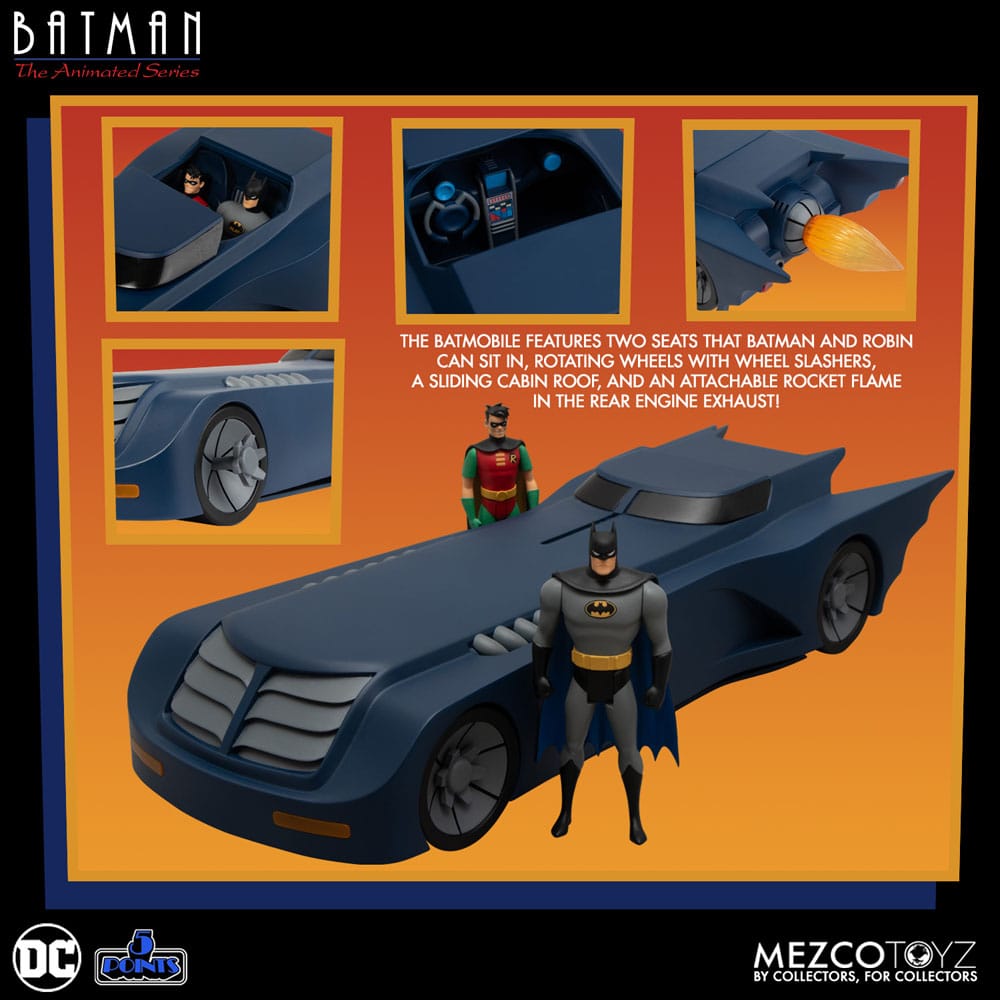 BATMAN
The Animated Series
THE BATMOBILE FEATURES TWO SEATS THAT BATMAN AND ROBIN
CAN SIT IN, ROTATING WHEELS WITH WHEEL SLASHERS,
A SLIDING CABIN ROOF, AND AN ATTACHABLE ROCKET FLAME
IN THE REAR ENGINE EXHAUST!
R
DC
5
POINTS
MEZCOTOYZ
BY COLLECTORS, FOR COLLECTORS